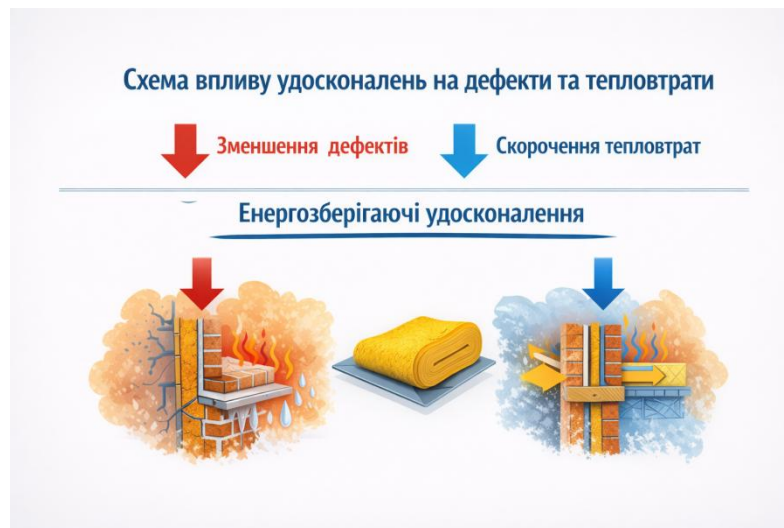 Схема впливу удосконалень на дефекти та тепловтрати
Зменшення дефектів
Скорочення тепловтрат
Енергозберігаючі удосконалення